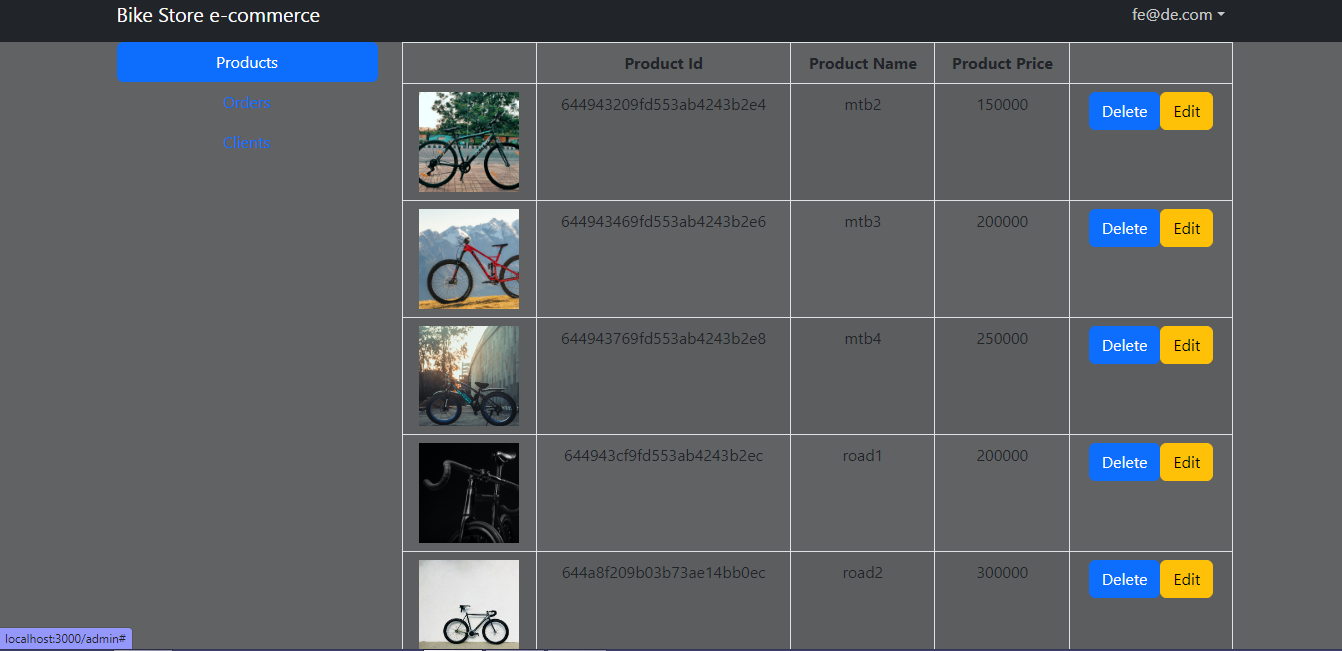 Bike Store e-commerce
fe@de.com
Products
Orders
Clients
Product Id Product Name Product Price
644943209fd553ab4243b2e4 mtb2 150000 Delete Edit
644943469fd553ab4243b2e6 mtb3 200000 Delete Edit
644943769fd553ab4243b2e8 mtb4 250000 Delete Edit
644943cf9fd553ab4243b2ec road1 200000 Delete Edit
644a8f209b03b73ae14bb0ec road2 300000 Delete Edit
localhost:3000/admin#